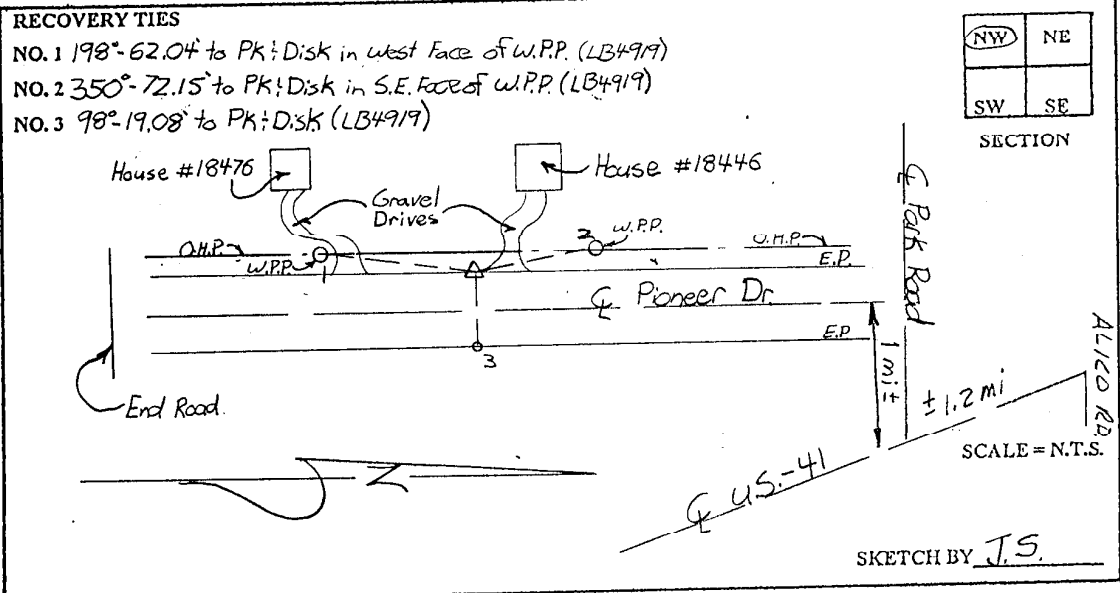 RECOVERY TIES
NO. 1 198°-62.04' to PK & Disk in west Face of W.P.P. (LB4919)
NO. 2 350°-72.15' to PK & Disk in S.E. Face of W.P.P. (LB4919)
NO. 3 98°-19.08' to PK & Disk (LB4919)
NW NE
SW SE
SECTION
House #18476
House #18446
Gravel
Drives
O.H.P.
W.P.P.
1
2
W.P.P.
O.H.P.
E.P.
℄ Park Road
℄ Pioneer Dr.
E.P.
3
1 mi ±
ALICO RD.
End Road.
± 1.2 mi
SCALE = N.T.S.
N
℄ U.S.-41
SKETCH BY J.S.